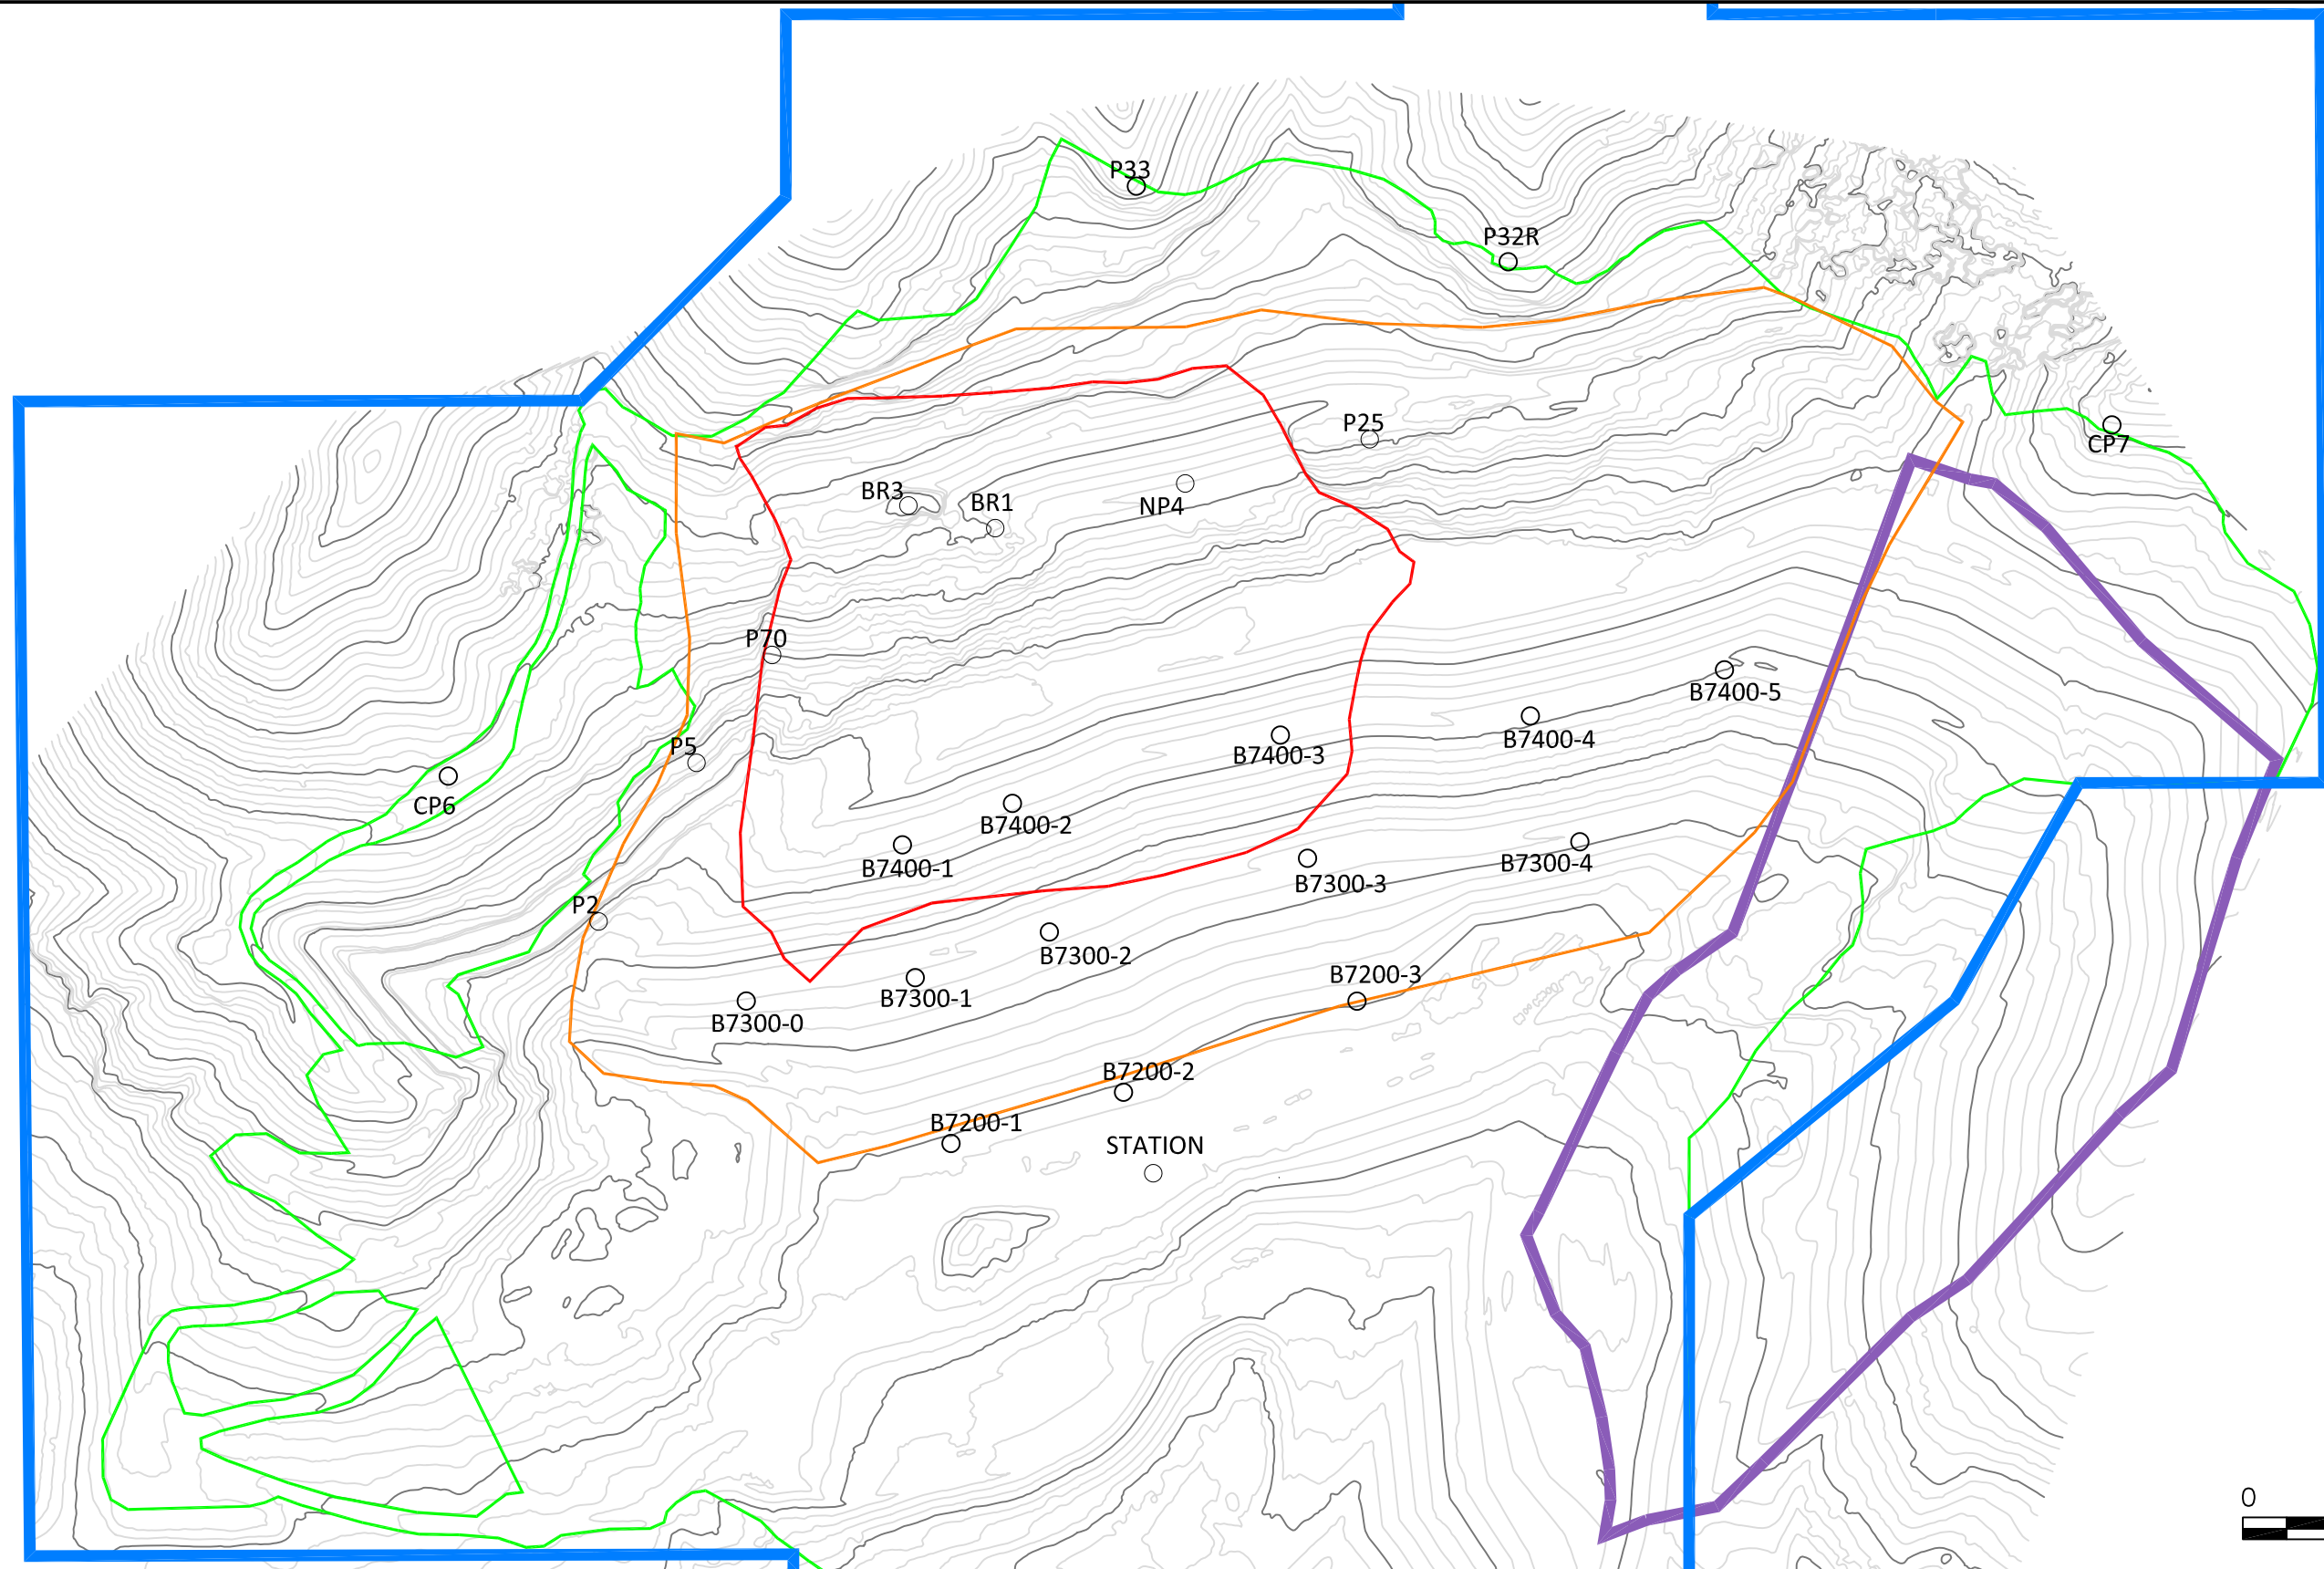 P33
P32R
P25
CP7
BR3
BR1
NP4
P70
B7400-5
P5
B7400-4
B7400-3
CP6
B7400-2
B7400-1
B7300-4
B7300-3
P2
B7300-2
B7200-3
B7300-1
B7300-0
B7200-2
B7200-1
STATION
0